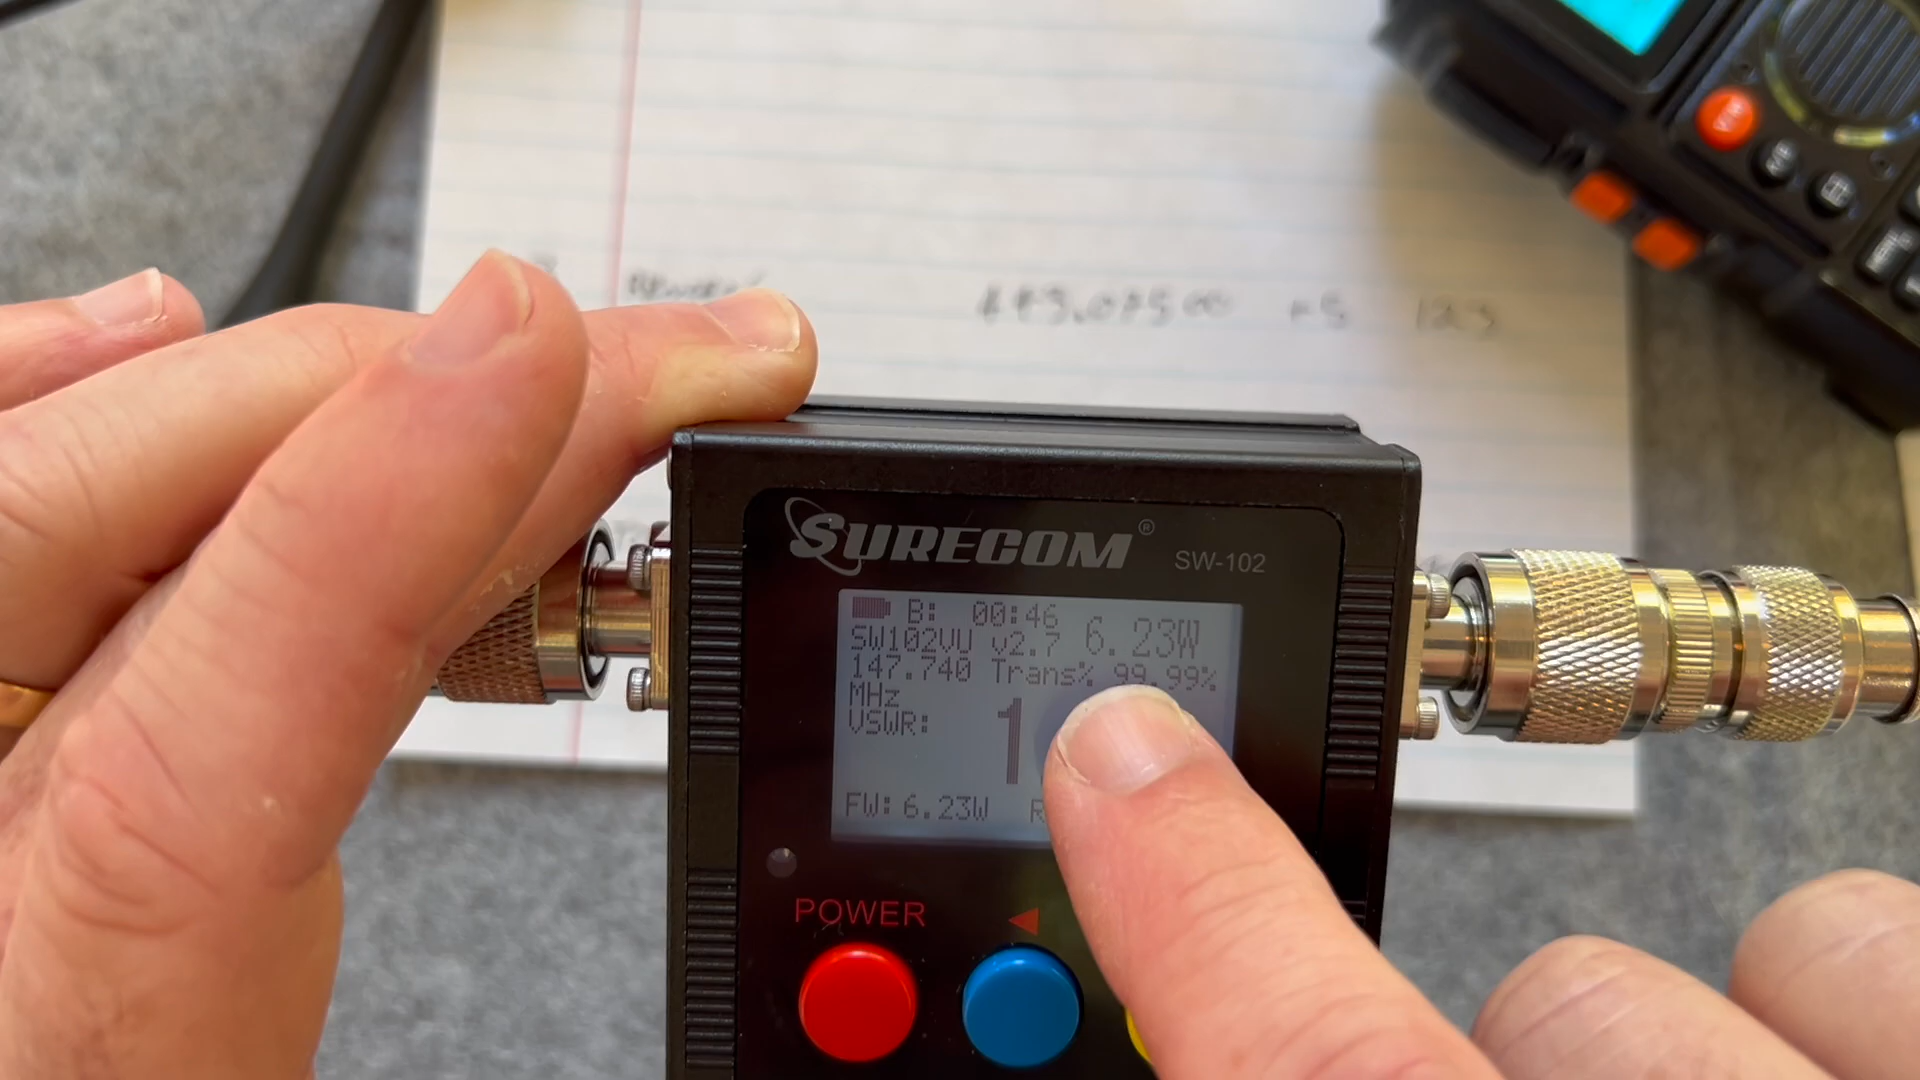 SURECOM® SW-102
B: 00:46
SW102VU v2.7 6.23W
147.740 Trans% 99.99%
MHz
VSWR: 1
FW: 6.23W R
POWER